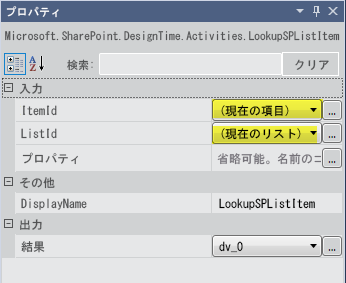 プロパティ
Microsoft.SharePoint.DesignTime.Activities.LookupSPListItem
検索: クリア
入力
ItemId (現在の項目) ...
ListId (現在のリスト) ...
プロパティ 省略可能。名前のコ ...
その他
DisplayName LookupSPListItem
出力
結果 dv_0 ...